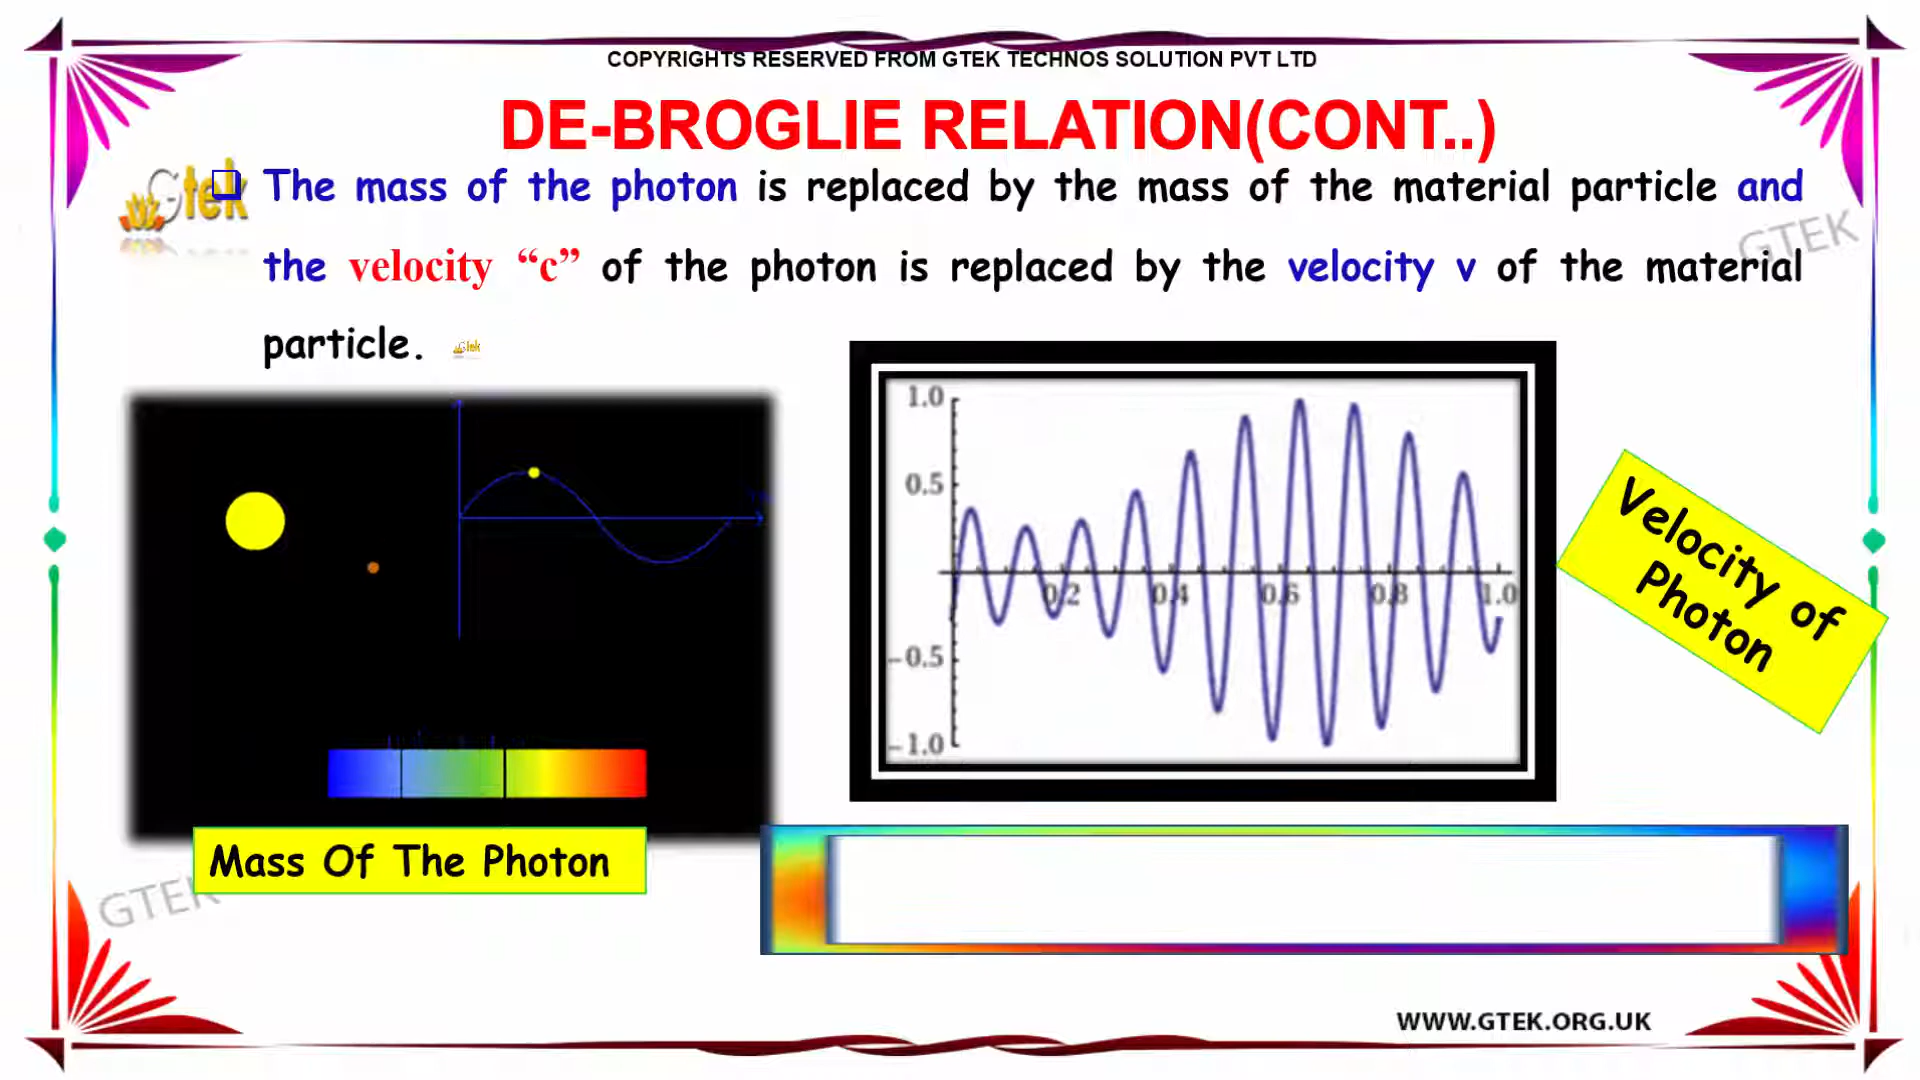 COPYRIGHTS RESERVED FROM GTEK TECHNOS SOLUTION PVT LTD
DE-BROGLIE RELATION(CONT..)
Gtek
The mass of the photon is replaced by the mass of the material particle and
the velocity “c” of the photon is replaced by the velocity v of the material
particle.
Gtek
GTEK
1.0
0.5
0.2 0.4 0.6 0.8 1.0
-0.5
-1.0
Velocity of
Photon
Mass Of The Photon
GTEK
WWW.GTEK.ORG.UK